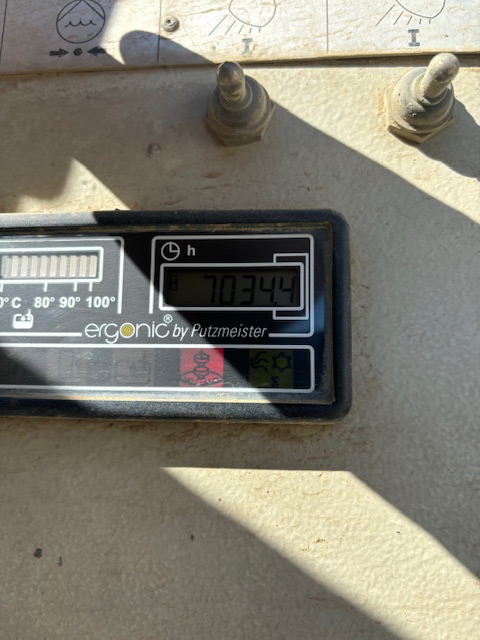 I I
h
7034.4
0° C 80° 90° 100°
ergonic® by Putzmeister